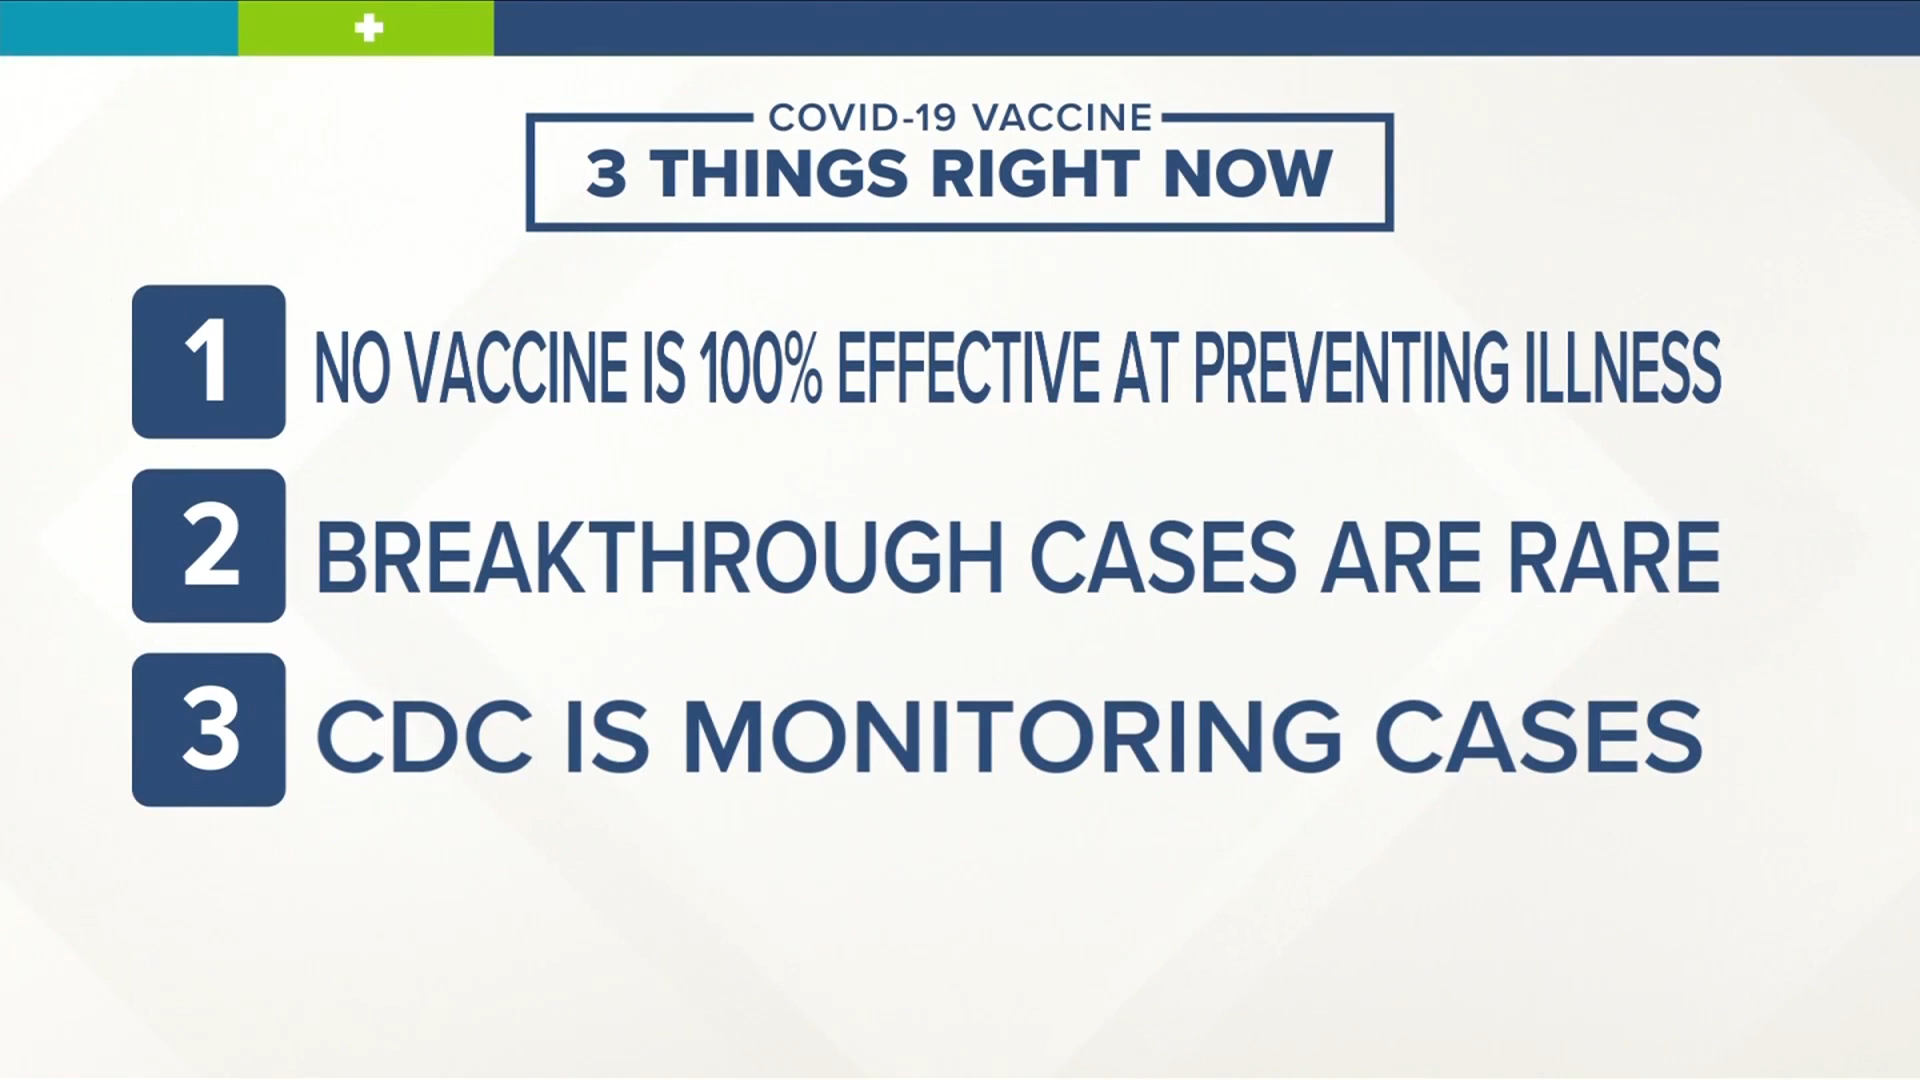 COVID-19 VACCINE
3 THINGS RIGHT NOW
1 NO VACCINE IS 100% EFFECTIVE AT PREVENTING ILLNESS
2 BREAKTHROUGH CASES ARE RARE
3 CDC IS MONITORING CASES